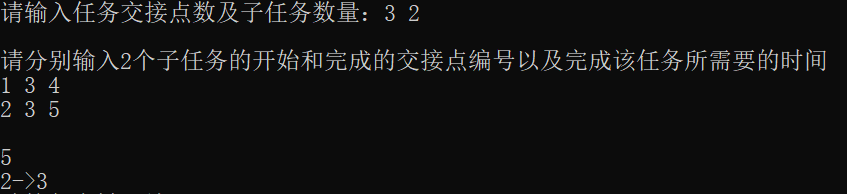 请输入任务交接点数及子任务数量：3 2
请分别输入2个子任务的开始和完成的交接点编号以及完成该任务所需要的时间
1 3 4
2 3 5
5
2->3